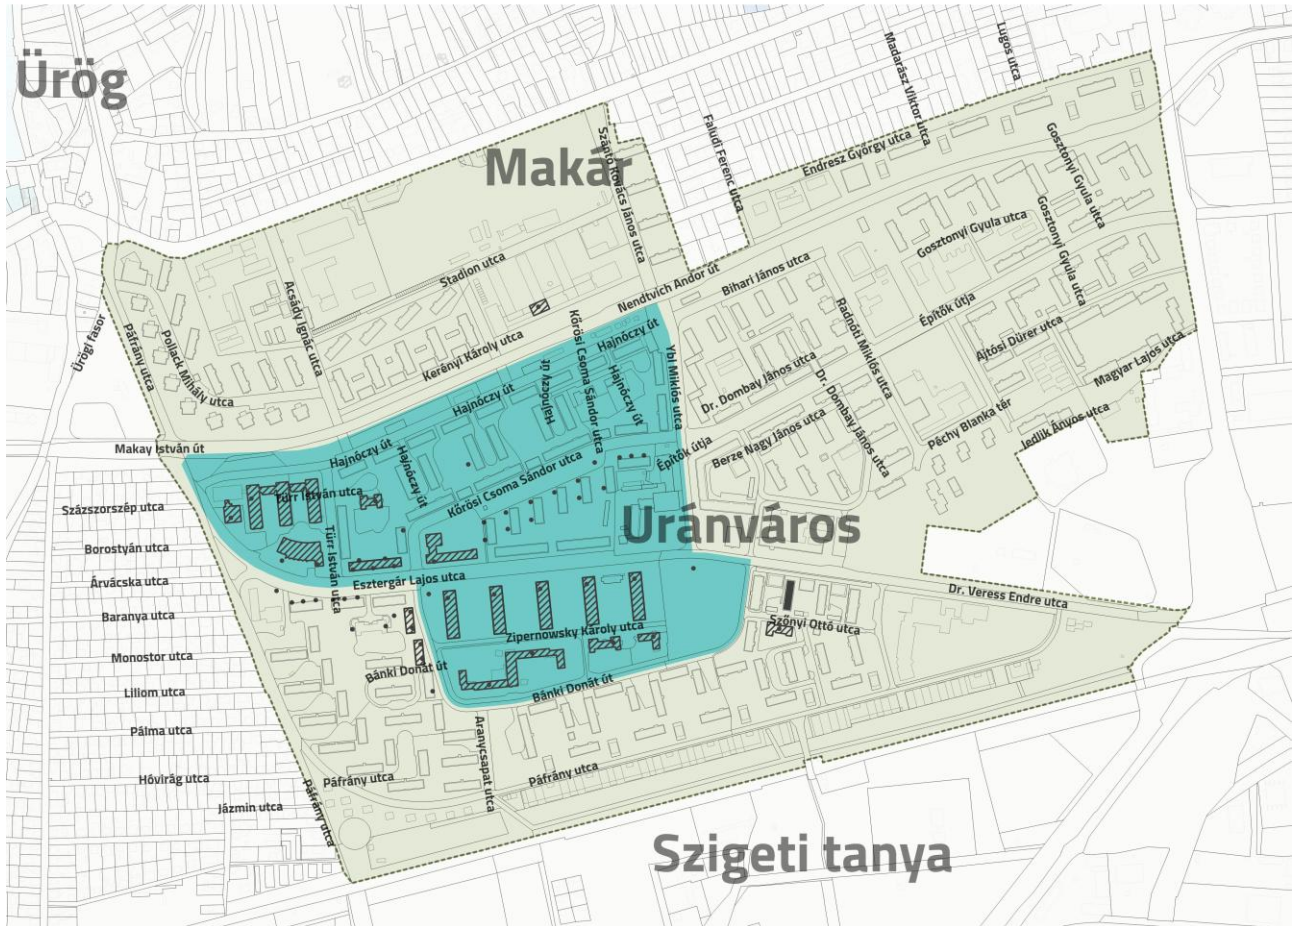 Ürög
Makár
Lugos utca
Madarász Viktor utca
Faludi Ferenc utca
Szántó Kovács János utca
Endresz György utca
Gosztonyi Gyula utca
Gosztonyi Gyula utca
Gosztonyi Gyula utca
Stadion utca
Nendtvich Andor út
Bihari János utca
Acsády Ignác utca
Ürögi fasor
Páfrány utca
Pollack Mihály utca
Kerényi Károly utca
Kőrösi Csoma Sándor utca
Hajnóczy út
Ybl Miklós utca
Radnóti Miklós utca
Építők útja
Ajtósi Dürer utca
Magyar Lajos utca
Hajnóczy út
Hajnóczy út
Hajnóczy út
Dr. Dombay János utca
Dr. Dombay János utca
Péchy Blanka tér
Jedlik Ányos utca
Makay István út
Hajnóczy út
Hajnóczy út
Építők útja
Berze Nagy János utca
Kőrösi Csoma Sándor utca
Türr István utca
Százszorszép utca
Uránváros
Borostyán utca
Türr István utca
Árvácska utca
Esztergár Lajos utca
Dr. Veress Endre utca
Baranya utca
Zipernowsky Károly utca
Szőnyi Ottó utca
Monostor utca
Bánki Donát út
Liliom utca
Bánki Donát út
Pálma utca
Aranycsapat utca
Hóvirág utca
Páfrány utca
Páfrány utca
Páfrány utca
Jázmin utca
Szigeti tanya